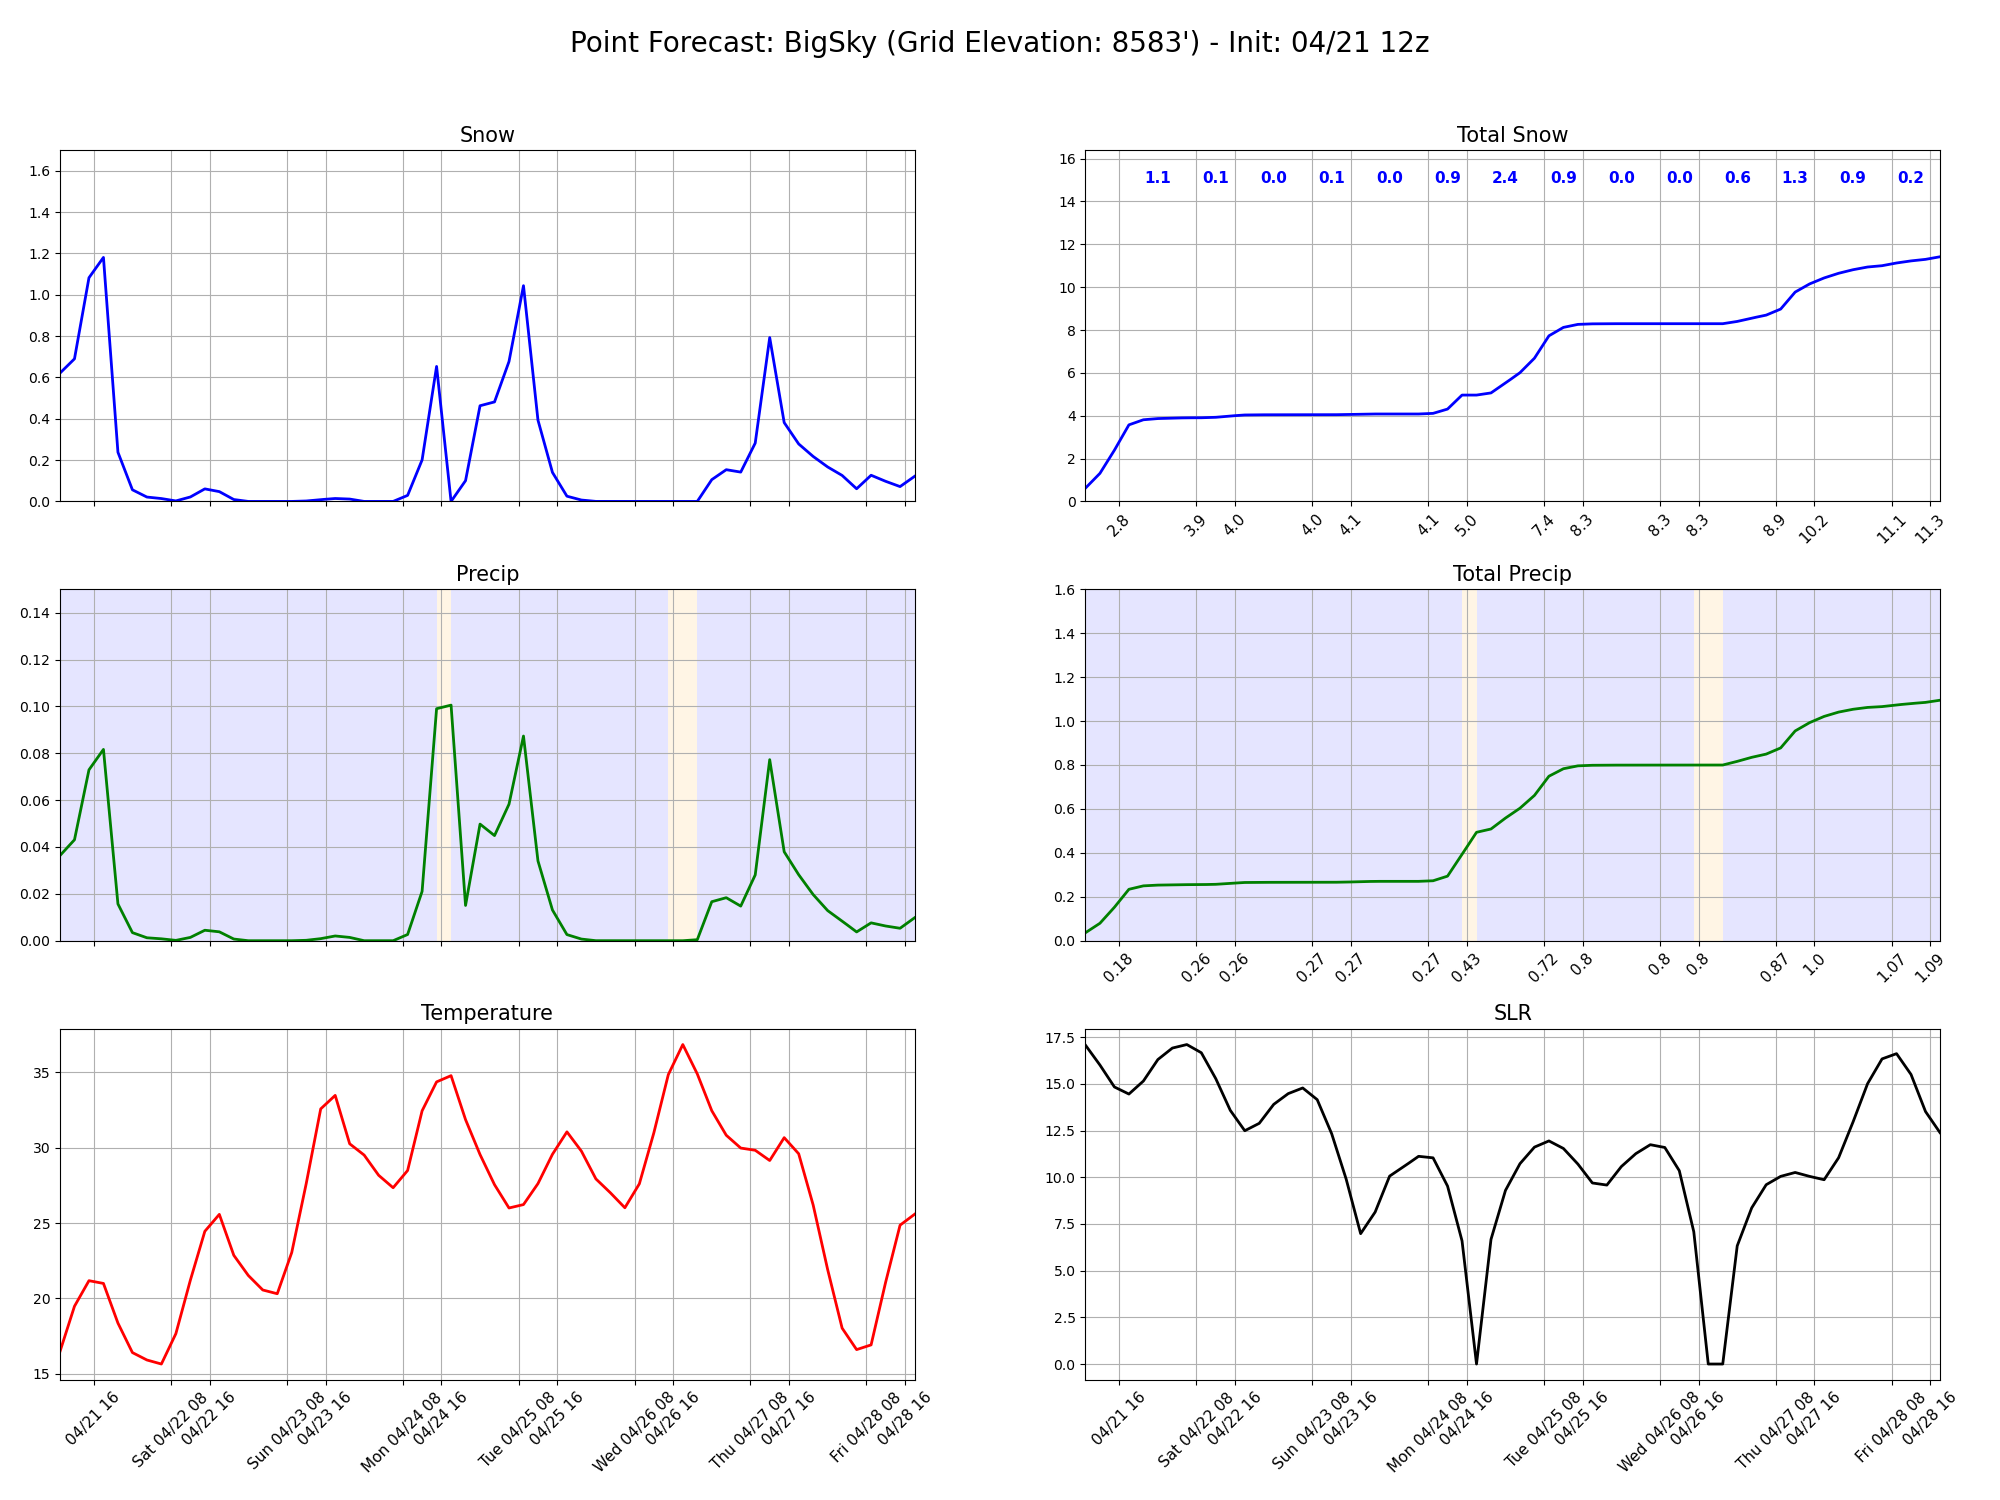 Point Forecast: BigSky (Grid Elevation: 8583') - Init: 04/21 12z
Snow
1.6
1.4
1.2
1.0
0.8
0.6
0.4
0.2
0.0
Total Snow
16
14
12
10
8
6
4
2
0
1.1 0.1 0.0 0.1 0.0 0.9 2.4 0.9 0.0 0.0 0.6 1.3 0.9 0.2
2.8 3.9 4.0 4.0 4.1 4.1 5.0 7.4 8.3 8.3 8.3 8.9 10.2 11.1 11.3
Precip
0.14
0.12
0.10
0.08
0.06
0.04
0.02
0.00
Total Precip
1.6
1.4
1.2
1.0
0.8
0.6
0.4
0.2
0.0
0.18 0.26 0.26 0.27 0.27 0.27 0.43 0.72 0.8 0.8 0.8 0.87 1.0 1.07 1.09
Temperature
35
30
25
20
15
04/21 16
Sat 04/22 08
04/22 16
Sun 04/23 08
04/23 16
Mon 04/24 08
04/24 16
Tue 04/25 08
04/25 16
Wed 04/26 08
04/26 16
Thu 04/27 08
04/27 16
Fri 04/28 08
04/28 16
SLR
17.5
15.0
12.5
10.0
7.5
5.0
2.5
0.0
04/21 16
Sat 04/22 08
04/22 16
Sun 04/23 08
04/23 16
Mon 04/24 08
04/24 16
Tue 04/25 08
04/25 16
Wed 04/26 08
04/26 16
Thu 04/27 08
04/27 16
Fri 04/28 08
04/28 16